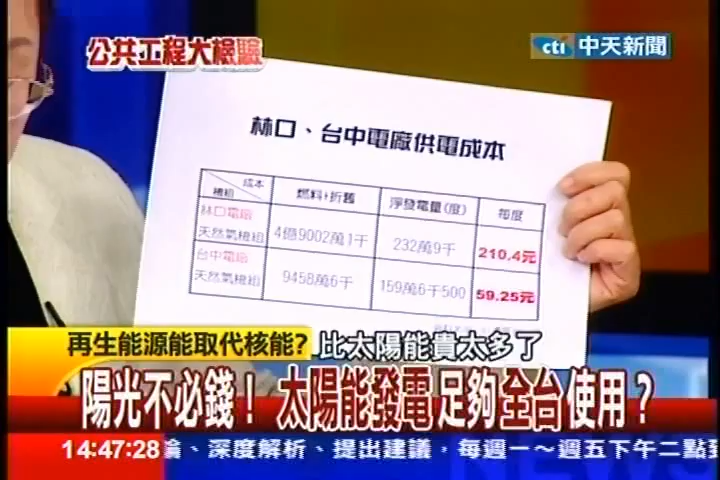 公共工程大檢驗
cti 中天新聞
林口、台中電廠供電成本
成本
機組
燃料+折舊
淨發電量(度)
每度
林口電廠
天然氣機組
4億9002萬1千
232萬9千
210.4元
台中電廠
天然氣機組
9458萬6千
159萬6千500
59.25元
再生能源能取代核能? 比太陽能貴太多了
陽光不必錢! 太陽能發電足夠全台使用?
14:47:28 論、深度解析、提出建議,每週一~週五下午二點到
NEWS